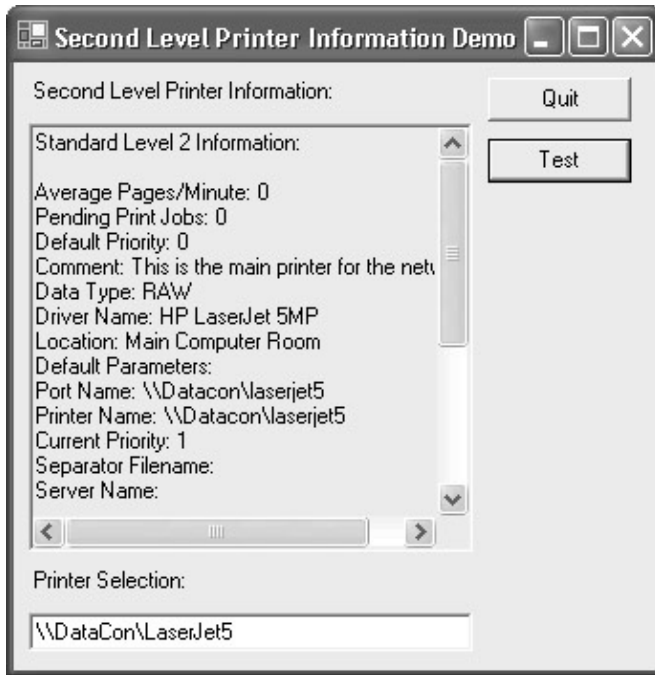 Second Level Printer Information Demo
Second Level Printer Information:
Quit
Test
Standard Level 2 Information:
Average Pages/Minute: 0
Pending Print Jobs: 0
Default Priority: 0
Comment: This is the main printer for the
Data Type: RAW
Driver Name: HP LaserJet 5MP
Location: Main Computer Room
Default Parameters:
Port Name: \\Datacon\laserjet5
Printer Name: \\Datacon\laserjet5
Current Priority: 1
Separator Filename:
Server Name:
Printer Selection:
\\DataCon\LaserJet5